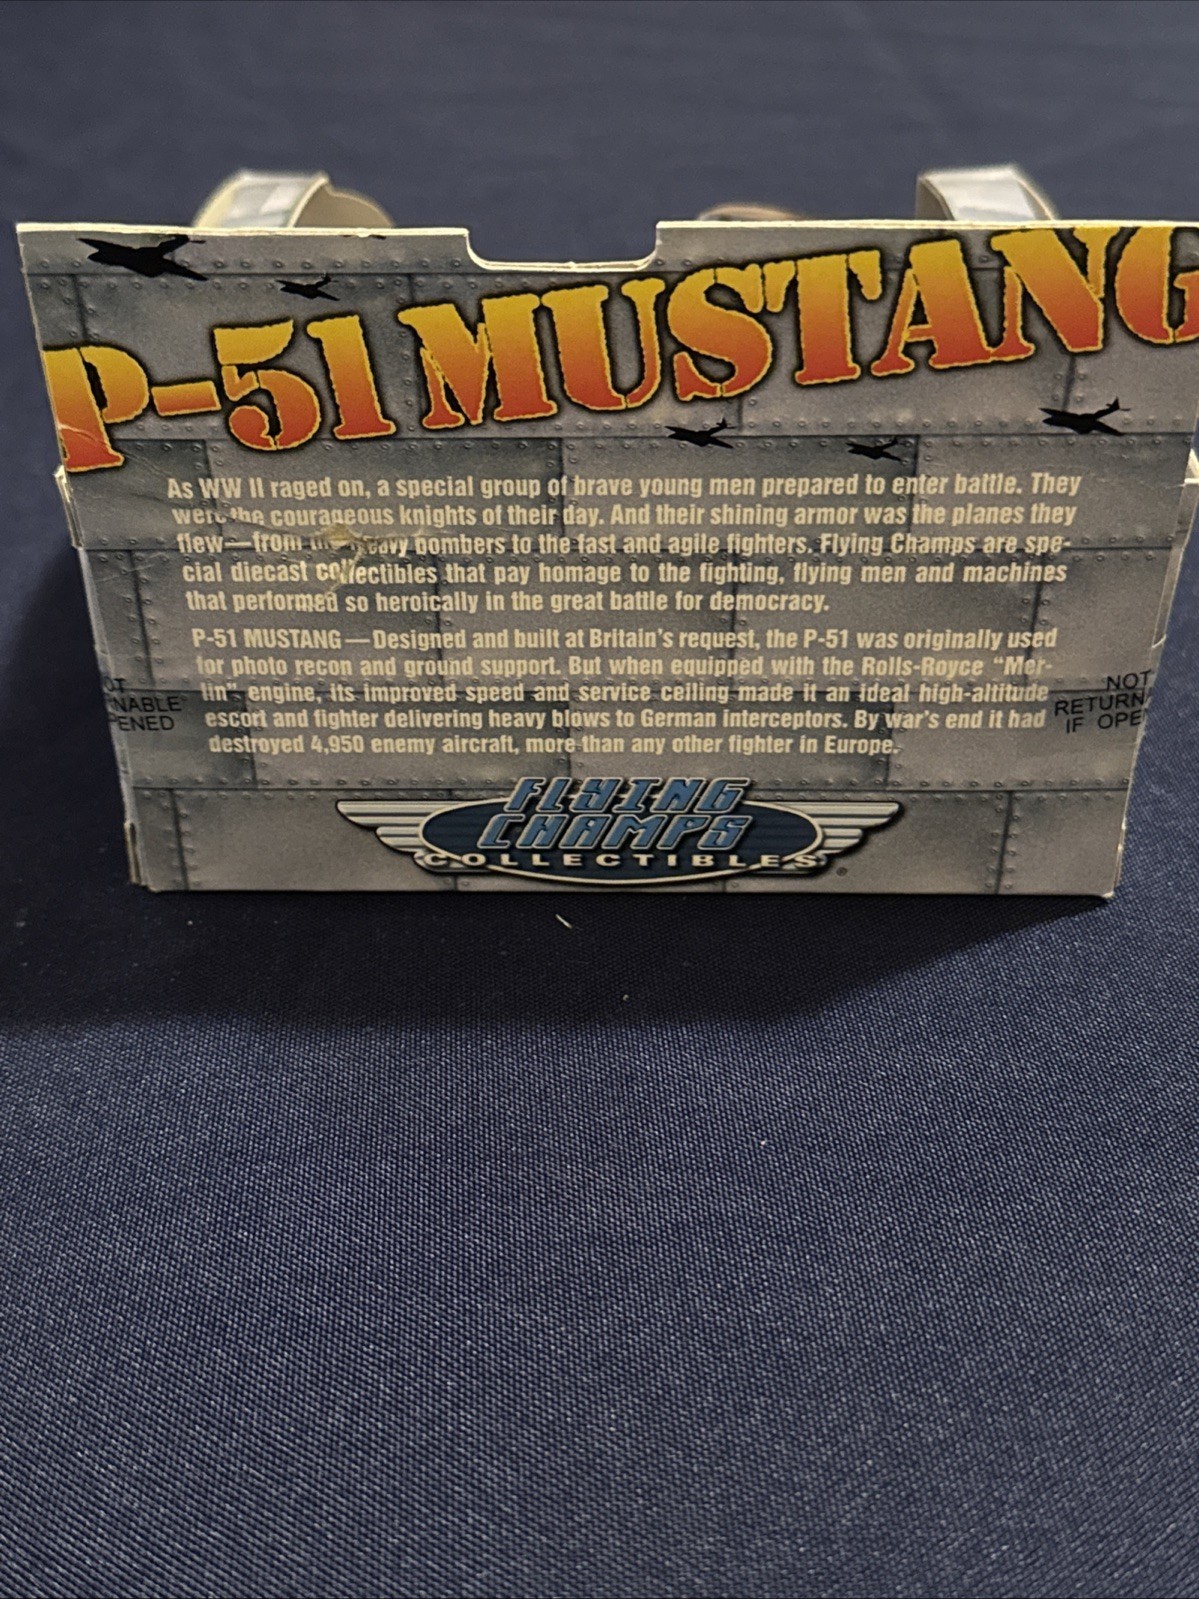 P-51 MUSTANG
As WW II raged on, a special group of brave young men prepared to enter battle. They
were the courageous knights of their day. And their shining armor was the planes they
flew—from the heavy bombers to the fast and agile fighters. Flying Champs are spe-
cial diecast collectibles that pay homage to the fighting, flying men and machines
that performed so heroically in the great battle for democracy.
P-51 MUSTANG—Designed and built at Britain's request, the P-51 was originally used
for photo recon and ground support. But when equipped with the Rolls-Royce "Mer-
lin" engine, its improved speed and service ceiling made it an ideal high-altitude
escort and fighter delivering heavy blows to German interceptors. By war's end it had
destroyed 4,950 enemy aircraft, more than any other fighter in Europe.
OT
NABLE
PENED
NOT
RETURNA
IF OPE
FLYING
CHAMPS
COLLECTIBLES